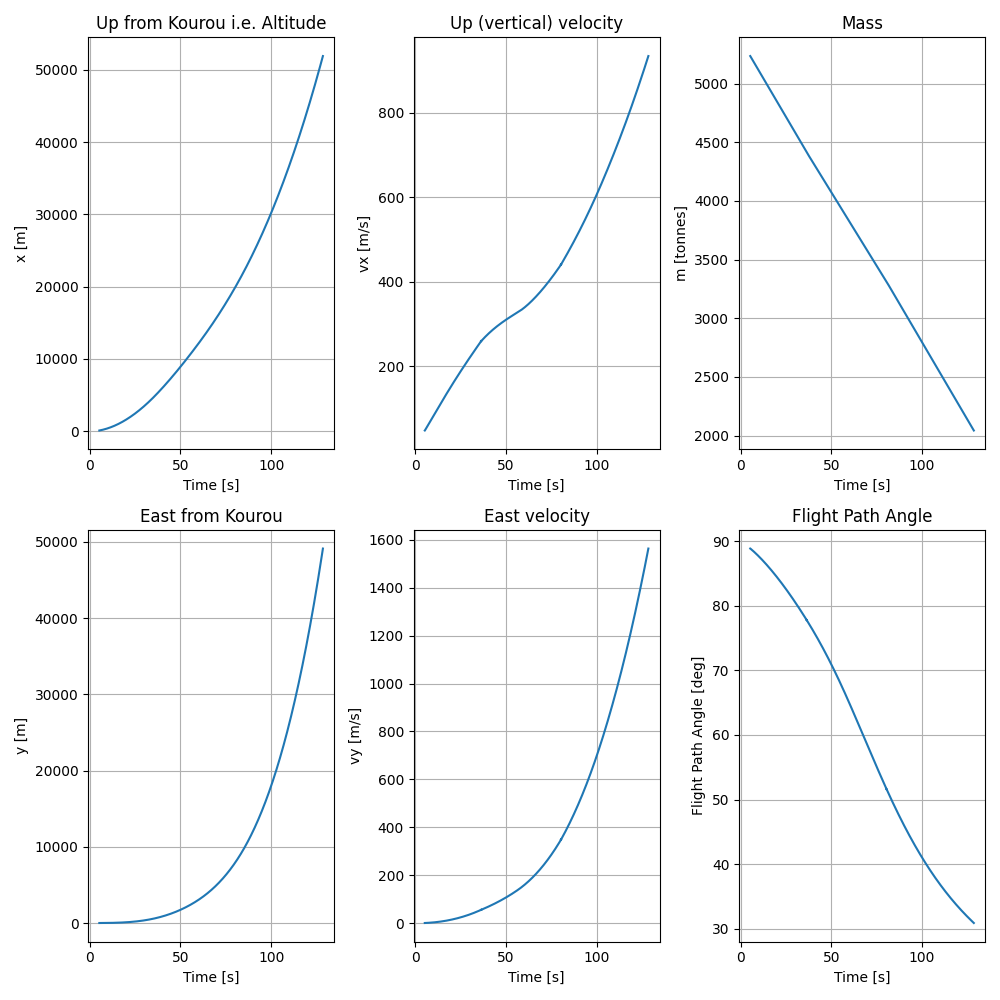 Up from Kourou i.e. Altitude
x [m]
50000
40000
30000
20000
10000
0
0 50 100
Time [s]
Up (vertical) velocity
vx [m/s]
800
600
400
200
0 50 100
Time [s]
Mass
m [tonnes]
5000
4500
4000
3500
3000
2500
2000
0 50 100
Time [s]
East from Kourou
y [m]
50000
40000
30000
20000
10000
0
0 50 100
Time [s]
East velocity
vy [m/s]
1600
1400
1200
1000
800
600
400
200
0
0 50 100
Time [s]
Flight Path Angle
Flight Path Angle [deg]
90
80
70
60
50
40
30
0 50 100
Time [s]